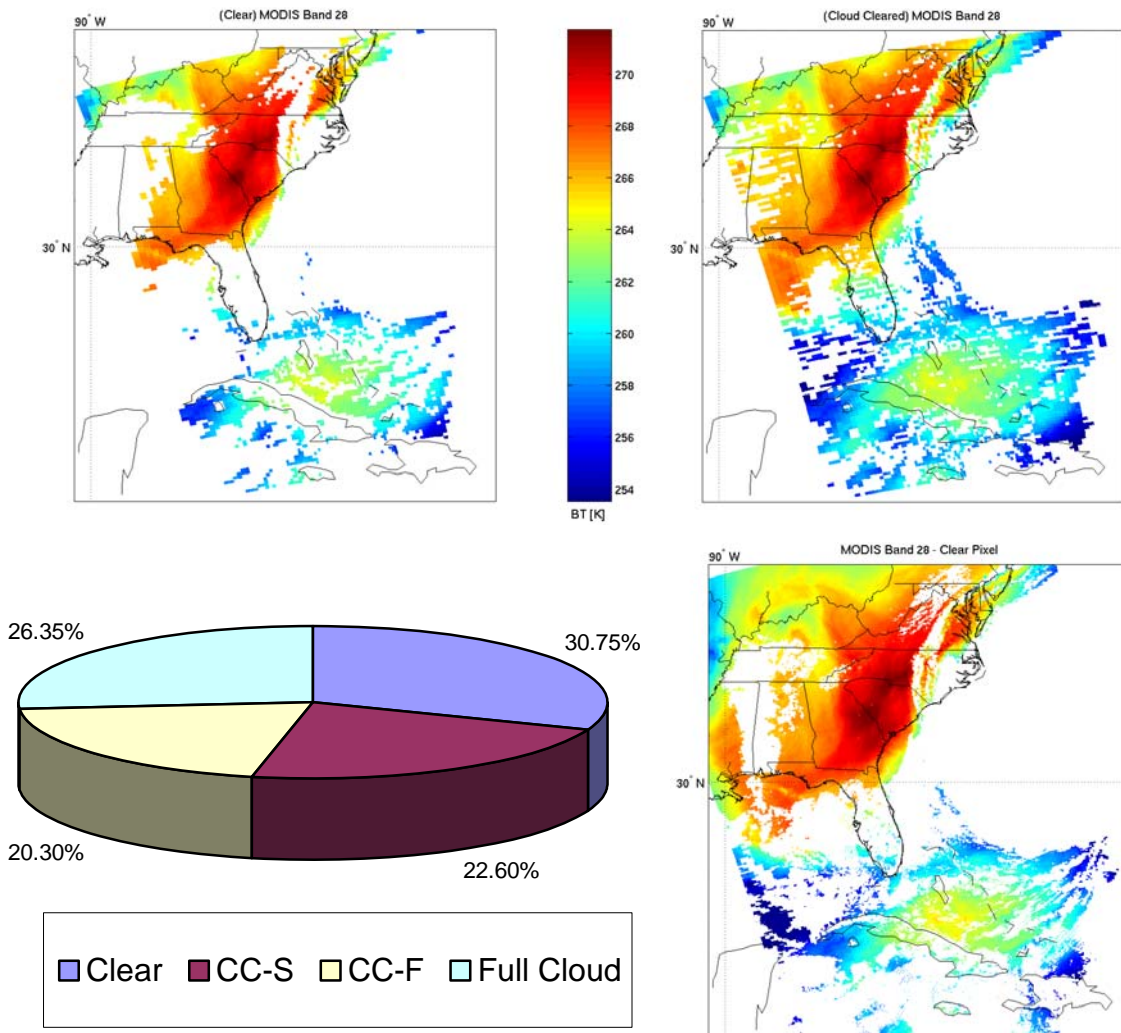 (Clear) MODIS Band 28
90° W
30° N
270
268
266
264
262
260
258
256
254
BT [K]
(Cloud Cleared) MODIS Band 28
90° W
30° N
26.35%
30.75%
20.30%
22.60%
Clear CC-S CC-F Full Cloud
MODIS Band 28 - Clear Pixel
90° W
30° N